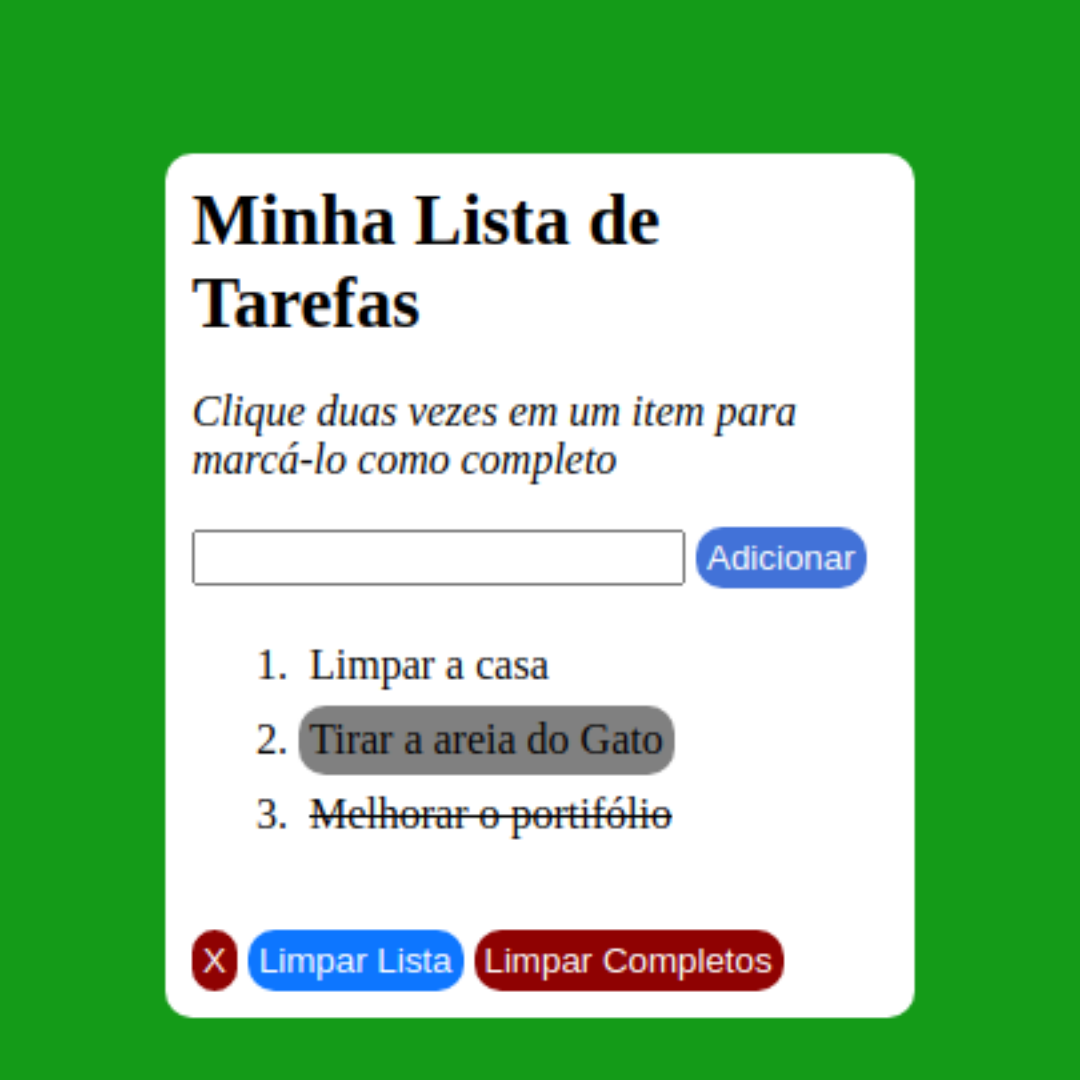 Minha Lista de
Tarefas
Clique duas vezes em um item para
marcá-lo como completo
Adicionar
1. Limpar a casa
2. Tirar a areia do Gato
3. Melhorar o portifólio
X Limpar Lista Limpar Completos